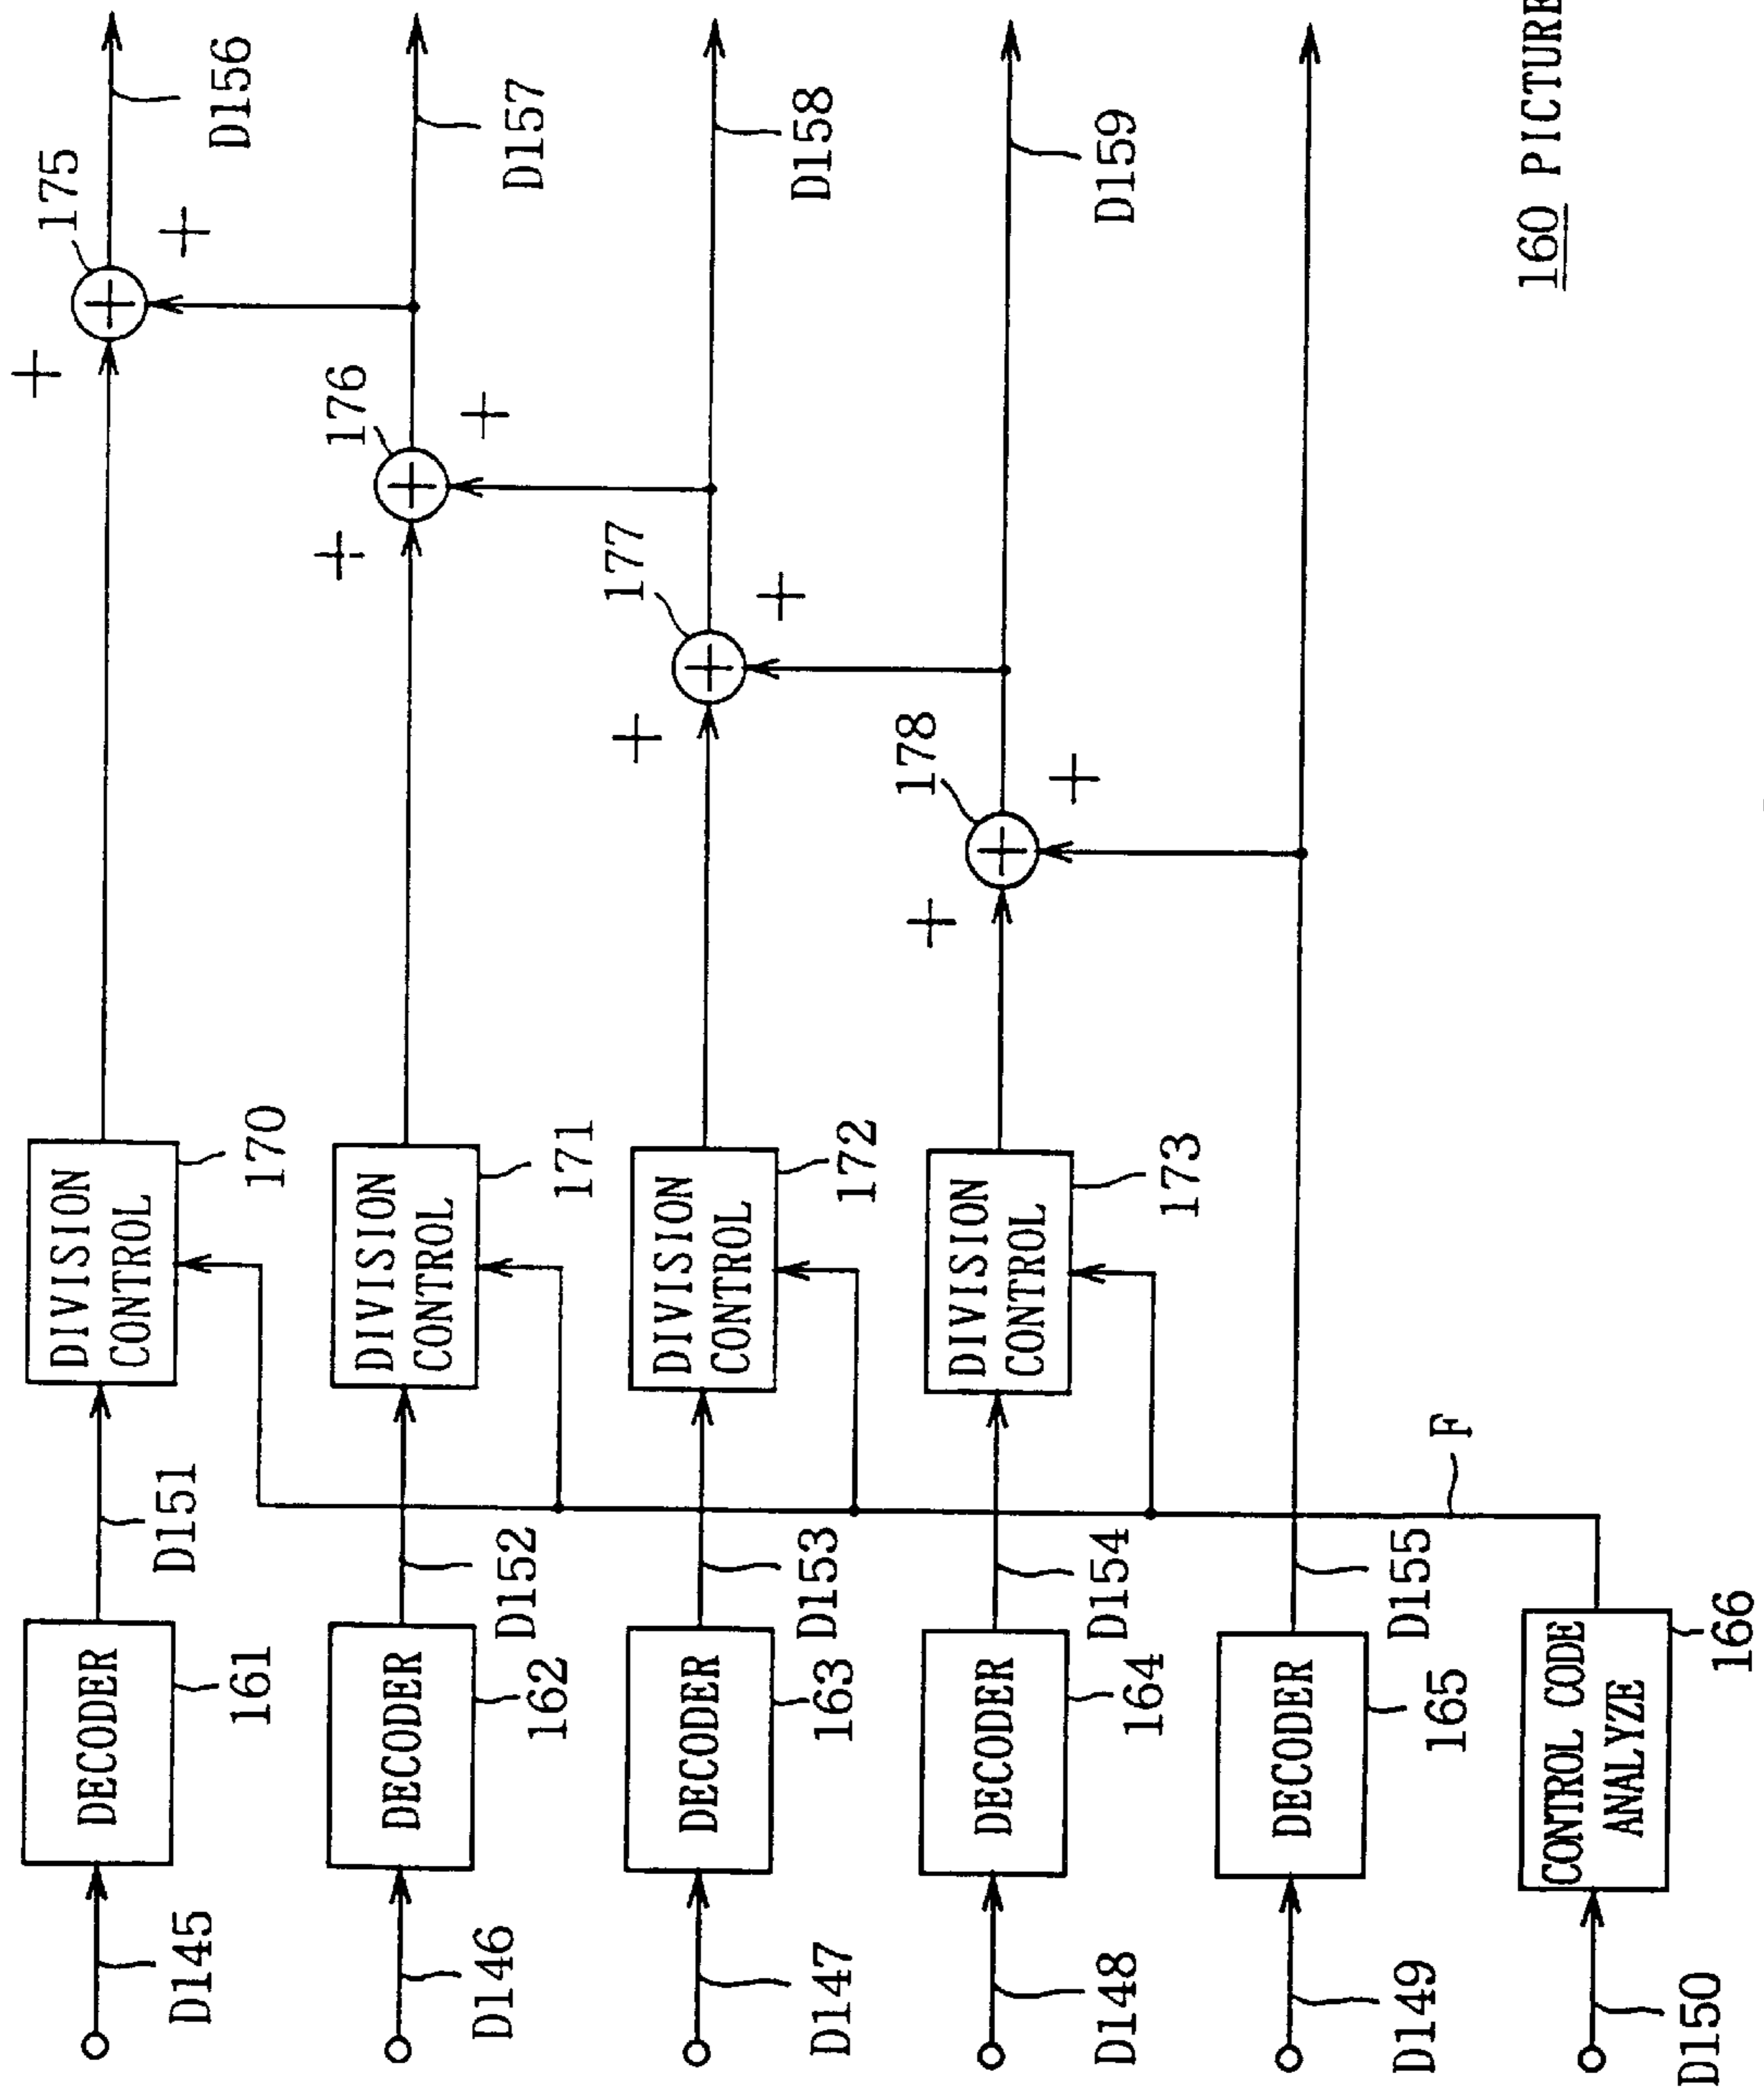 D145
DECODER
161
D151
DIVISION
CONTROL
170
+
175
+
D156
D146
DECODER
162
D152
DIVISION
CONTROL
171
+
176
+
D157
D147
DECODER
163
D153
DIVISION
CONTROL
172
+
177
+
D158
D148
DECODER
164
D154
DIVISION
CONTROL
173
+
178
+
D159
D149
DECODER
165
D155
F
D150
CONTROL CODE
ANALYZE
166
160 PICTURE